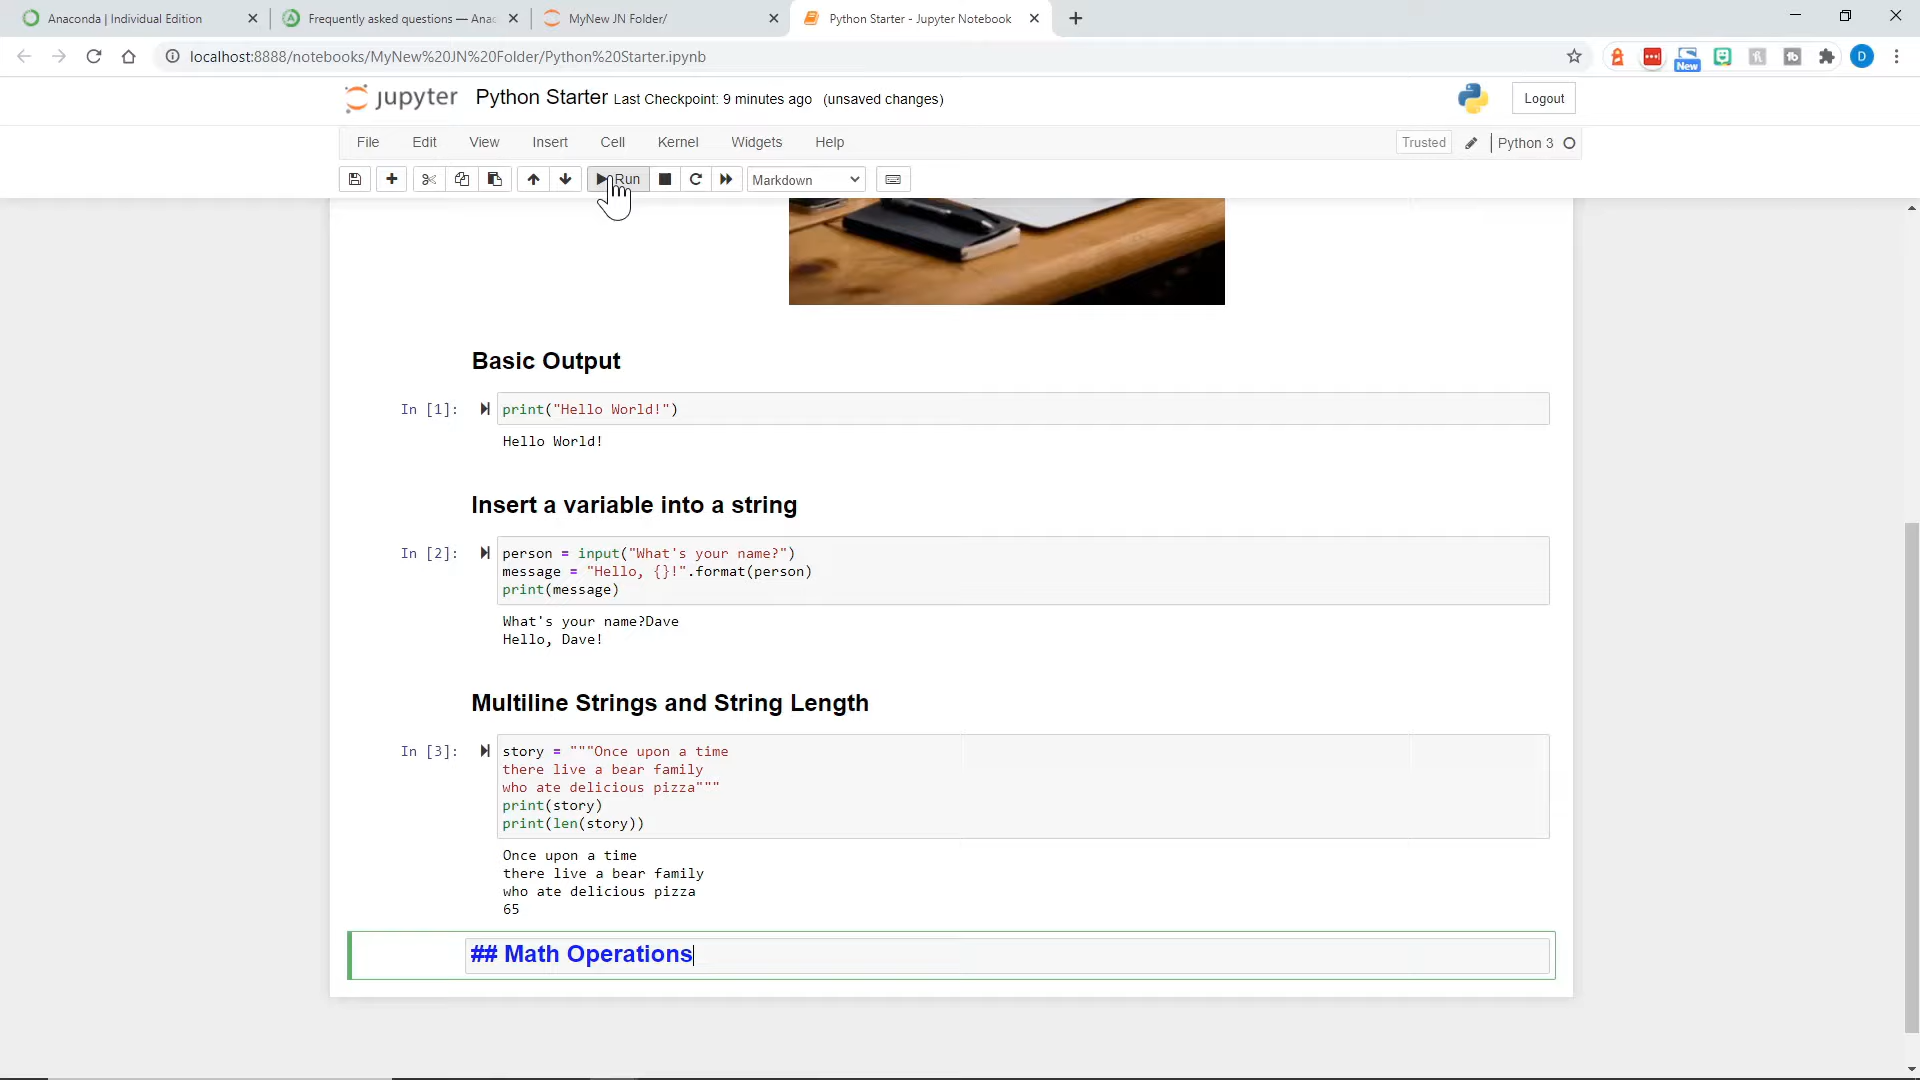 Anaconda | Individual Edition
Frequently asked questions — Anac
MyNew JN Folder/
Python Starter - Jupyter Notebook
localhost:8888/notebooks/MyNew%20JN%20Folder/Python%20Starter.ipynb
New
D
jupyter Python Starter Last Checkpoint: 9 minutes ago (unsaved changes)
Logout
File Edit View Insert Cell Kernel Widgets Help
Trusted
Python 3
Run
Markdown
Basic Output
In [1]: print("Hello World!")
Hello World!
Insert a variable into a string
In [2]: person = input("What's your name?")
message = "Hello, {}!".format(person)
print(message)
What's your name?Dave
Hello, Dave!
Multiline Strings and String Length
In [3]: story = """Once upon a time
there live a bear family
who ate delicious pizza"""
print(story)
print(len(story))
Once upon a time
there live a bear family
who ate delicious pizza
65
## Math Operations